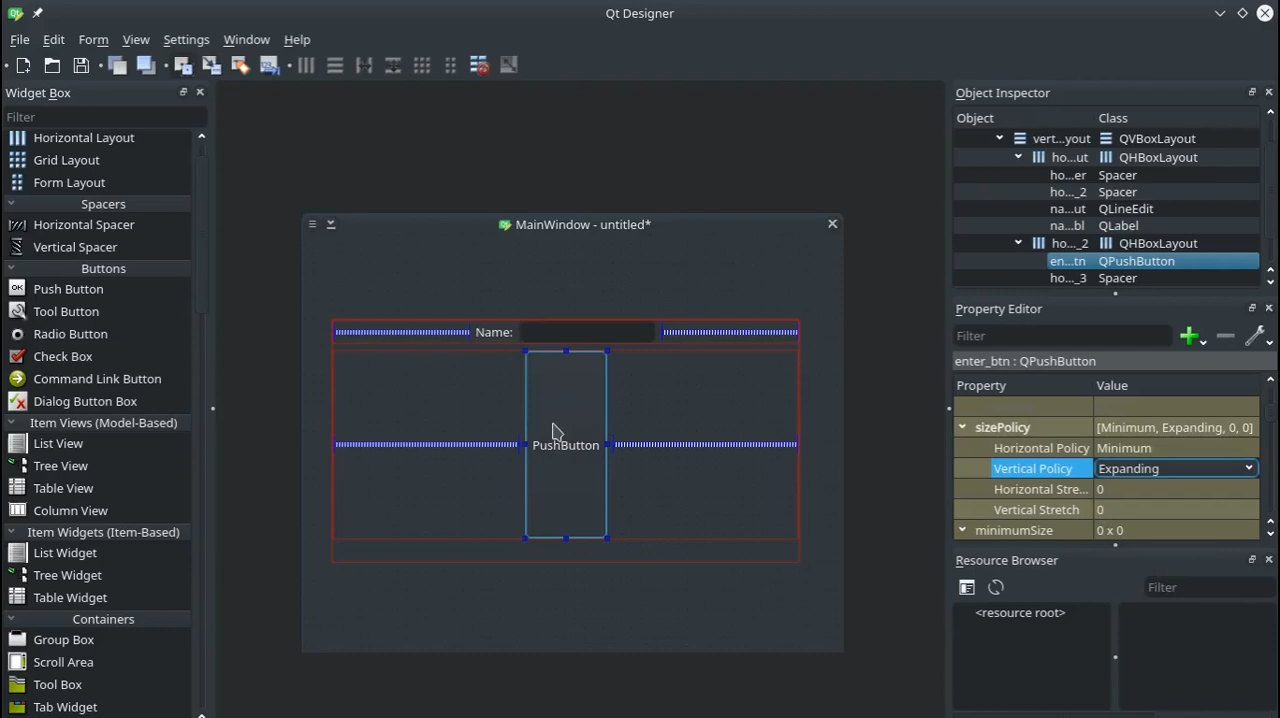 Qt Designer
File Edit Form View Settings Window Help
Widget Box
Filter
Horizontal Layout
Grid Layout
Form Layout
Spacers
Horizontal Spacer
Vertical Spacer
Buttons
OK Push Button
Tool Button
Radio Button
Check Box
Command Link Button
Dialog Button Box
Item Views (Model-Based)
List View
Tree View
Table View
Column View
Item Widgets (Item-Based)
List Widget
Tree Widget
Table Widget
Containers
Group Box
Scroll Area
Tool Box
Tab Widget
MainWindow - untitled*
Name:
PushButton
Object Inspector
Object Class
vert...yout QVBoxLayout
ho...ut QHBoxLayout
ho...er Spacer
ho..._2 Spacer
na...ut QLineEdit
na...bl QLabel
ho..._2 QHBoxLayout
en...tn QPushButton
ho..._3 Spacer
Property Editor
Filter
enter_btn : QPushButton
Property Value
sizePolicy [Minimum, Expanding, 0, 0]
Horizontal Policy Minimum
Vertical Policy Expanding
Horizontal Stre... 0
Vertical Stretch 0
minimumSize 0 x 0
Resource Browser
Filter
<resource root>